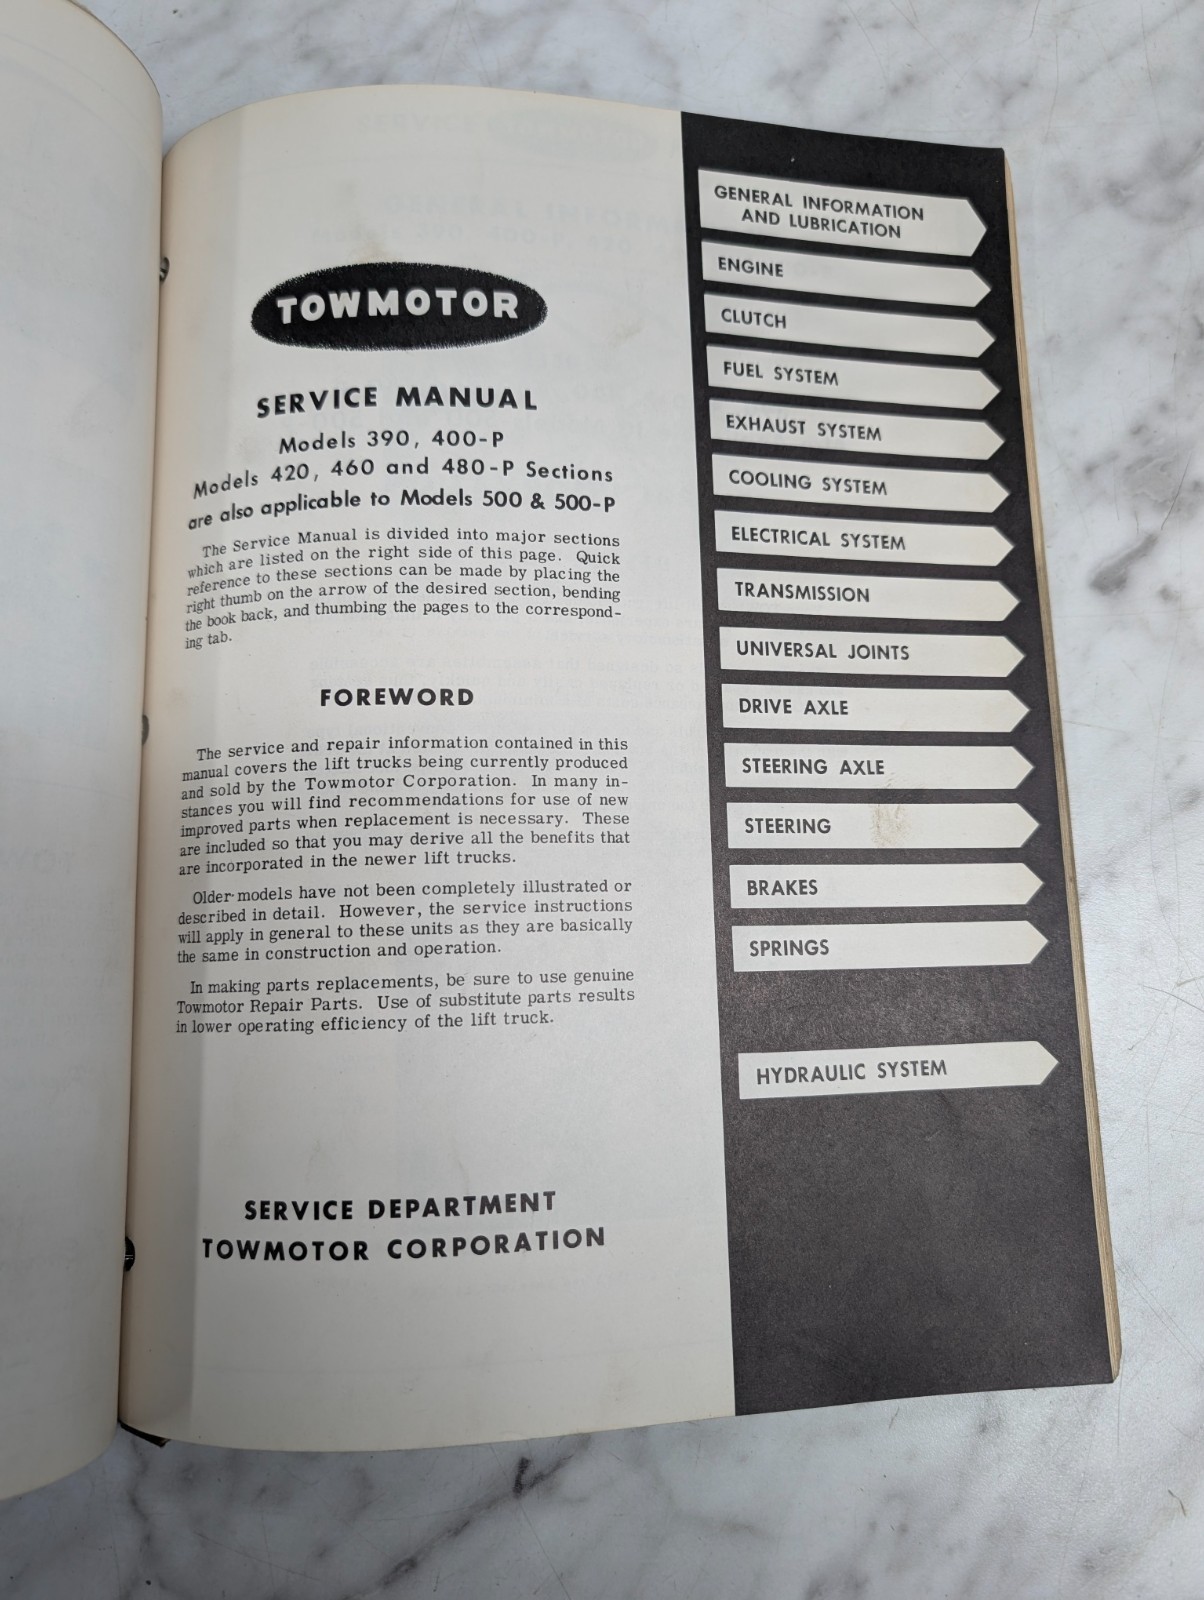 TOWMOTOR
SERVICE MANUAL
Models 390, 400-P
Models 420, 460 and 480-P Sections
are also applicable to Models 500 & 500-P
The Service Manual is divided into major sections
which are listed on the right side of this page. Quick
reference to these sections can be made by placing the
right thumb on the arrow of the desired section, bending
the book back, and thumbing the pages to the correspond-
ing tab.
FOREWORD
The service and repair information contained in this
manual covers the lift trucks being currently produced
and sold by the Towmotor Corporation. In many in-
stances you will find recommendations for use of new
improved parts when replacement is necessary. These
are included so that you may derive all the benefits that
are incorporated in the newer lift trucks.
Older models have not been completely illustrated or
described in detail. However, the service instructions
will apply in general to these units as they are basically
the same in construction and operation.
In making parts replacements, be sure to use genuine
Towmotor Repair Parts. Use of substitute parts results
in lower operating efficiency of the lift truck.
SERVICE DEPARTMENT
TOWMOTOR CORPORATION
GENERAL INFORMATION
AND LUBRICATION
ENGINE
CLUTCH
FUEL SYSTEM
EXHAUST SYSTEM
COOLING SYSTEM
ELECTRICAL SYSTEM
TRANSMISSION
UNIVERSAL JOINTS
DRIVE AXLE
STEERING AXLE
STEERING
BRAKES
SPRINGS
HYDRAULIC SYSTEM